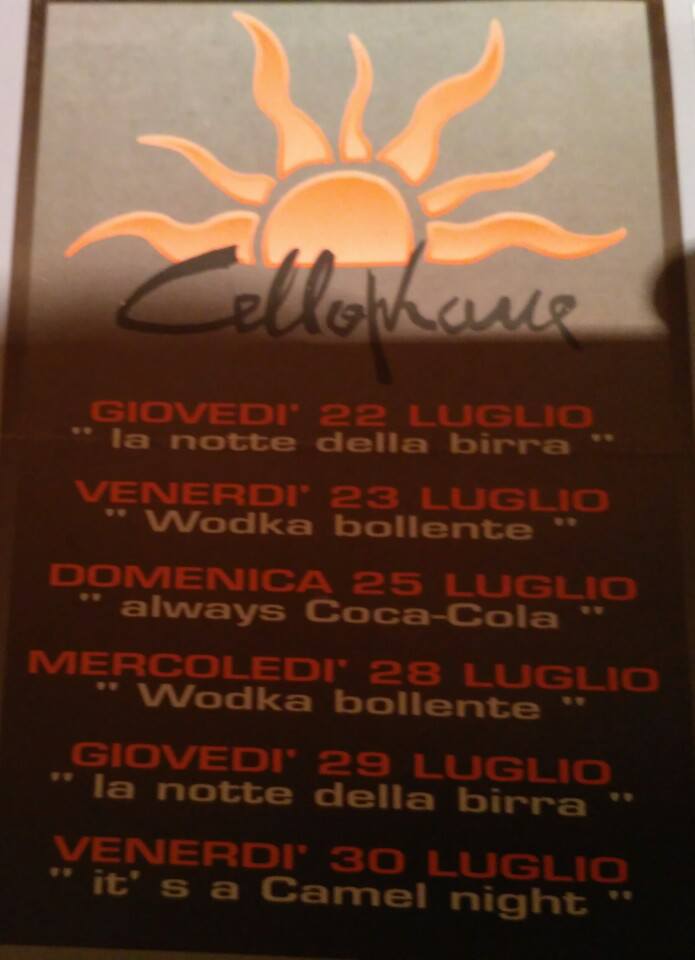 Cellophane
GIOVEDI' 22 LUGLIO
" la notte della birra "
VENERDI' 23 LUGLIO
" Wodka bollente "
DOMENICA 25 LUGLIO
" always Coca-Cola "
MERCOLEDI' 28 LUGLIO
" Wodka bollente "
GIOVEDI' 29 LUGLIO
" la notte della birra "
VENERDI' 30 LUGLIO
" it' s a Camel night "